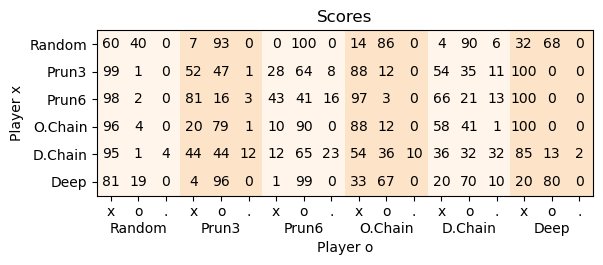 Scores
Random 60 40 0 7 93 0 0 100 0 14 86 0 4 90 6 32 68 0
Prun3 99 1 0 52 47 1 28 64 8 88 12 0 54 35 11 100 0 0
Prun6 98 2 0 81 16 3 43 41 16 97 3 0 66 21 13 100 0 0
O.Chain 96 4 0 20 79 1 10 90 0 88 12 0 58 41 1 100 0 0
D.Chain 95 1 4 44 44 12 12 65 23 54 36 10 36 32 32 85 13 2
Deep 81 19 0 4 96 0 1 99 0 33 67 0 20 70 10 20 80 0
Player x
x o . x o . x o . x o . x o . x o .
Random Prun3 Prun6 O.Chain D.Chain Deep
Player o